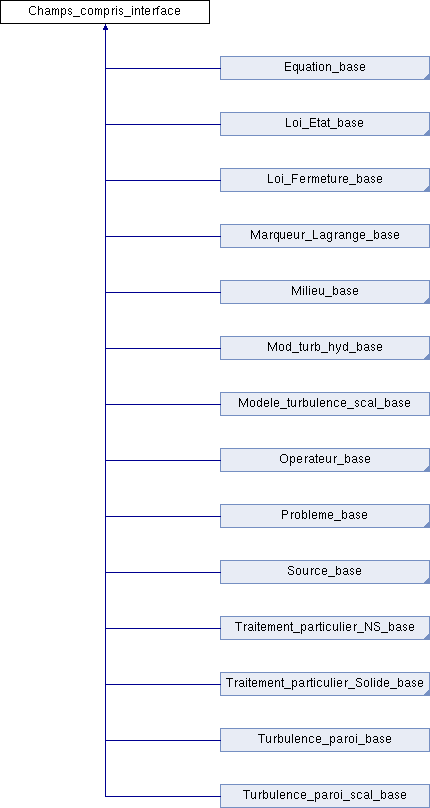 Champs_compris_interface
Equation_base
Loi_Etat_base
Loi_Fermeture_base
Marqueur_Lagrange_base
Milieu_base
Mod_turb_hyd_base
Modele_turbulence_scal_base
Operateur_base
Probleme_base
Source_base
Traitement_particulier_NS_base
Traitement_particulier_Solide_base
Turbulence_paroi_base
Turbulence_paroi_scal_base